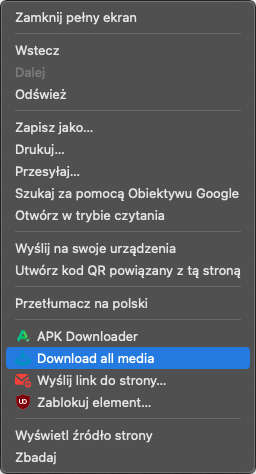 Zamknij pełny ekran
Wstecz
Dalej
Odśwież
Zapisz jako...
Drukuj...
Przesyłaj...
Szukaj za pomocą Obiektywu Google
Otwórz w trybie czytania
Wyślij na swoje urządzenia
Utwórz kod QR powiązany z tą stroną
Przetłumacz na polski
APK Downloader
Download all media
Wyślij link do strony...
Zablokuj element...
Wyświetl źródło strony
Zbadaj